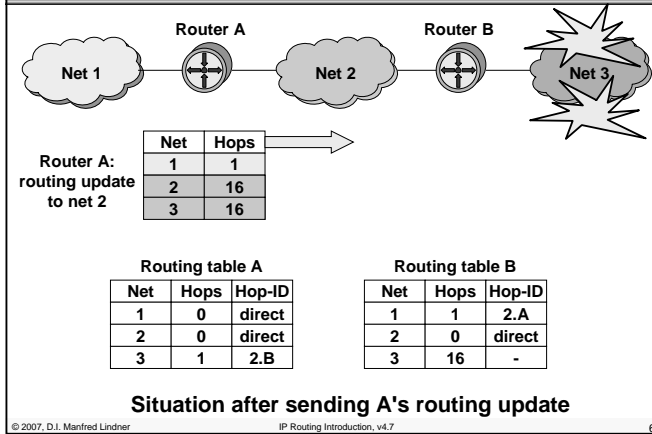 Router A
Router B
Net 1
Net 2
Net 3
Router A:
routing update
to net 2
Net Hops
1 1
2 16
3 16
Routing table A
Net Hops Hop-ID
1 0 direct
2 0 direct
3 1 2.B
Routing table B
Net Hops Hop-ID
1 1 2.A
2 0 direct
3 16 -
Situation after sending A's routing update
© 2007, D.I. Manfred Lindner
IP Routing Introduction, v4.7